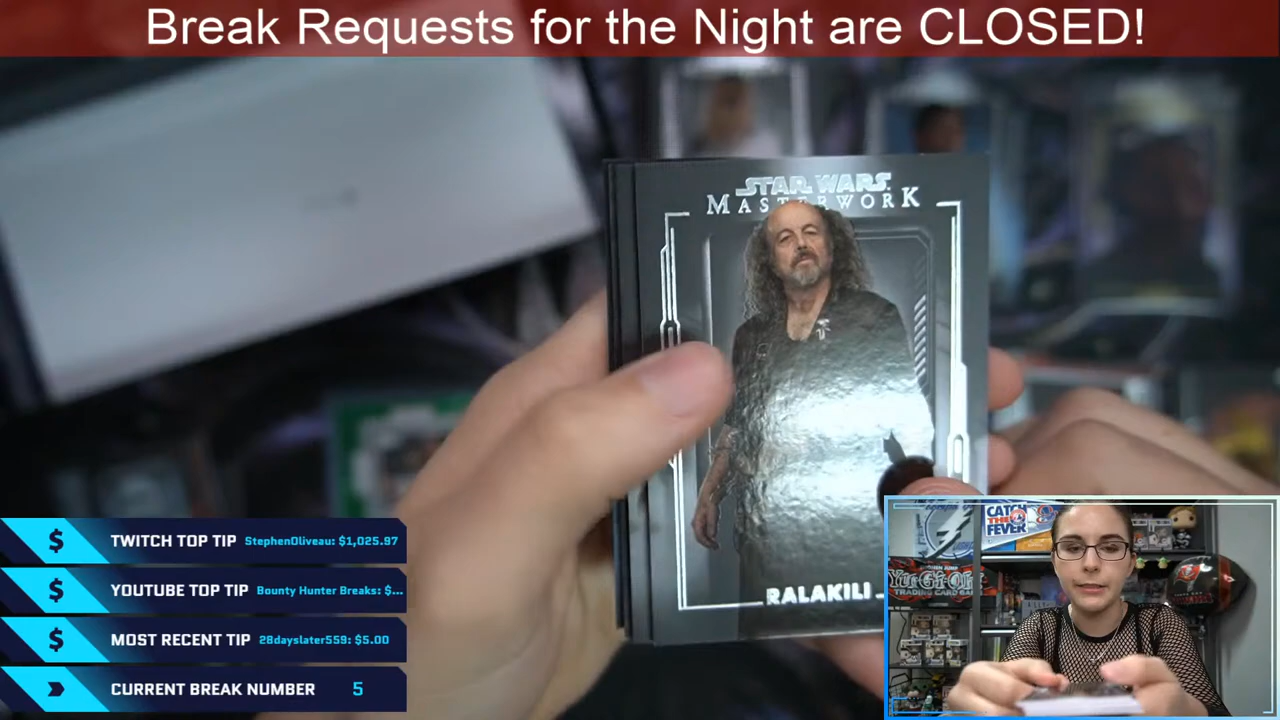 Break Requests for the Night are CLOSED!
STAR WARS
MASTERWORK
RALAKILI
TWITCH TOP TIP StephenOliveau: $1,025.97
YOUTUBE TOP TIP Bounty Hunter Breaks: $...
MOST RECENT TIP 28dayslater559: $5.00
CURRENT BREAK NUMBER 5
CATCH
THE
FEVER
Yu-Gi-Oh!
TRADING CARD GAME